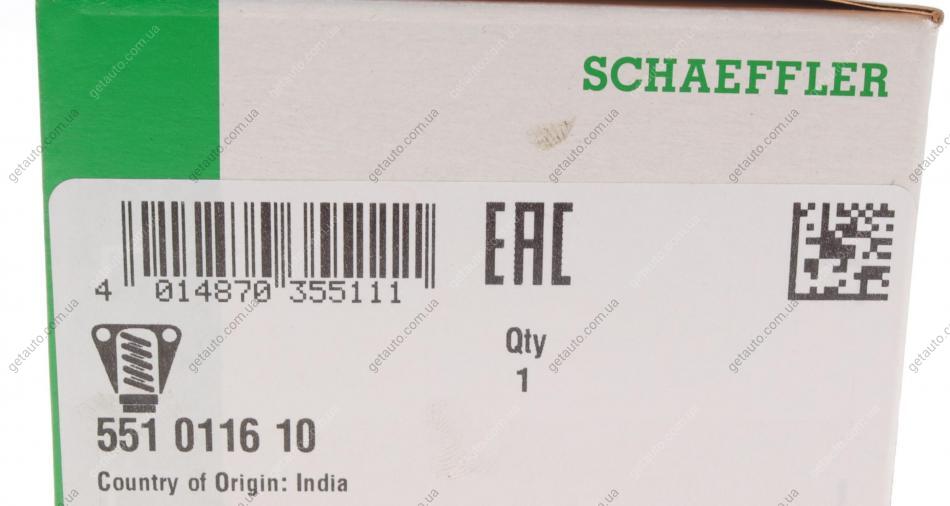 SCHAEFFLER
EAC
4 014870 355111
Qty
1
551 0116 10
Country of Origin: India
getauto.com.ua